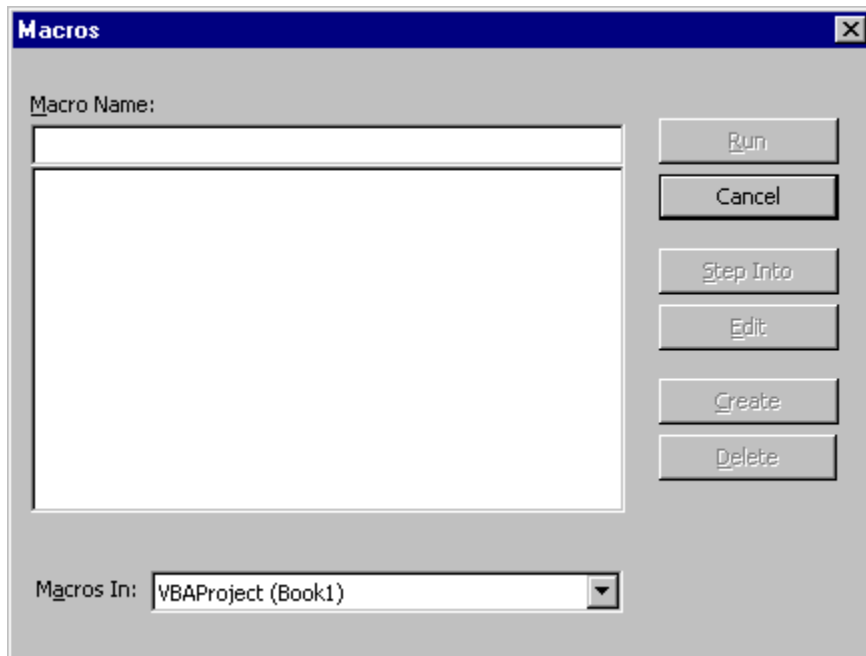 Macros
Macro Name:
Run
Cancel
Step Into
Edit
Create
Delete
Macros In: VBAProject (Book1)